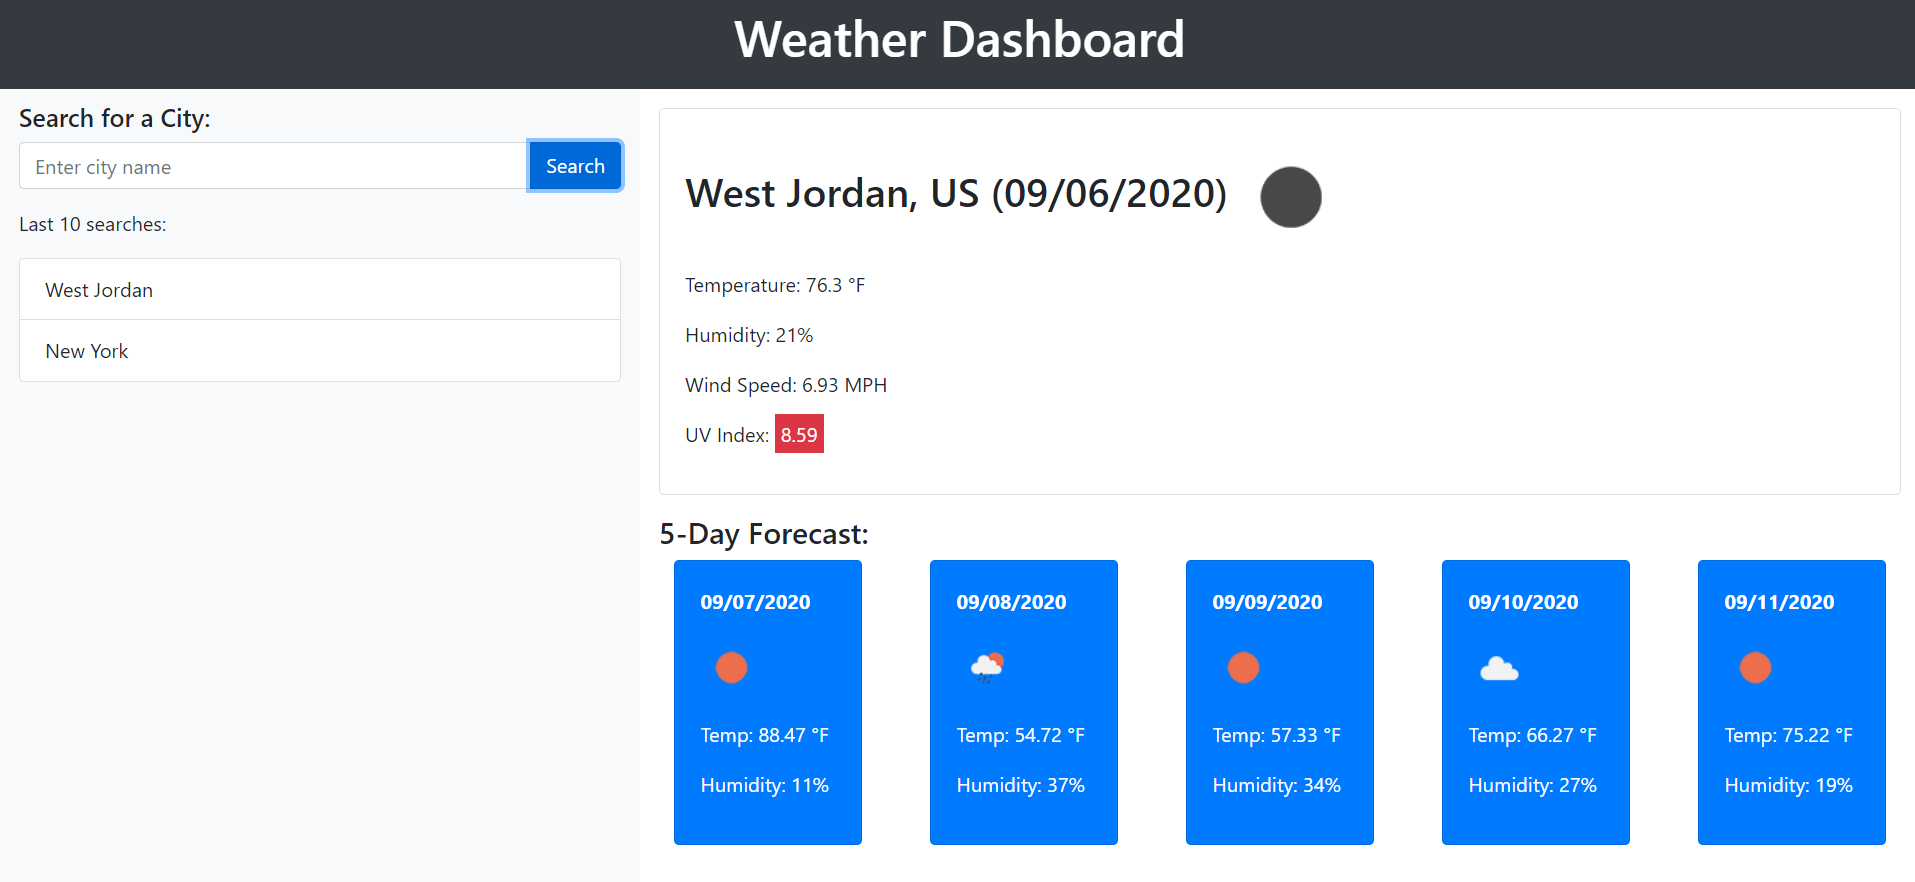 Weather Dashboard
Search for a City:
Enter city name
Search
Last 10 searches:
West Jordan
New York
West Jordan, US (09/06/2020)
Temperature: 76.3 °F
Humidity: 21%
Wind Speed: 6.93 MPH
UV Index: 8.59
5-Day Forecast:
09/07/2020
Temp: 88.47 °F
Humidity: 11%
09/08/2020
Temp: 54.72 °F
Humidity: 37%
09/09/2020
Temp: 57.33 °F
Humidity: 34%
09/10/2020
Temp: 66.27 °F
Humidity: 27%
09/11/2020
Temp: 75.22 °F
Humidity: 19%